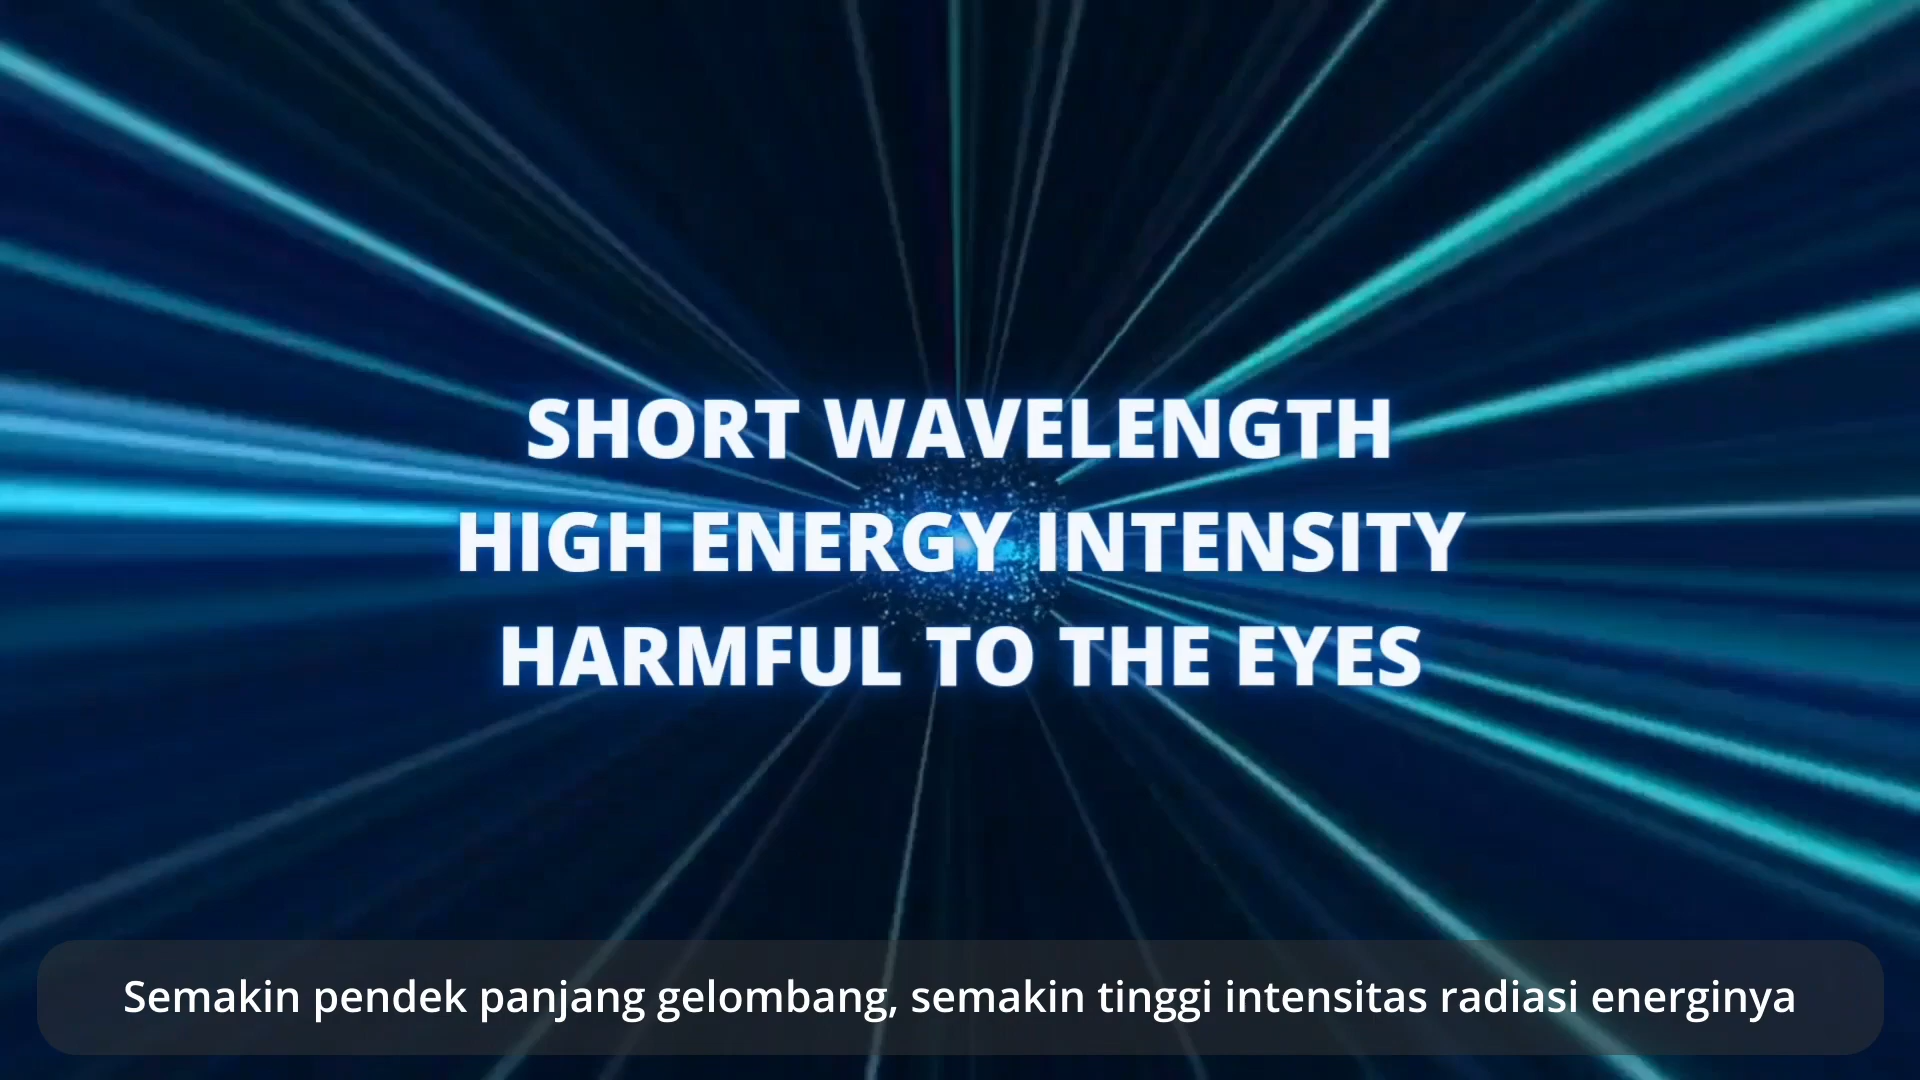 SHORT WAVELENGTH
HIGH ENERGY INTENSITY
HARMFUL TO THE EYES
Semakin pendek panjang gelombang, semakin tinggi intensitas radiasi energinya